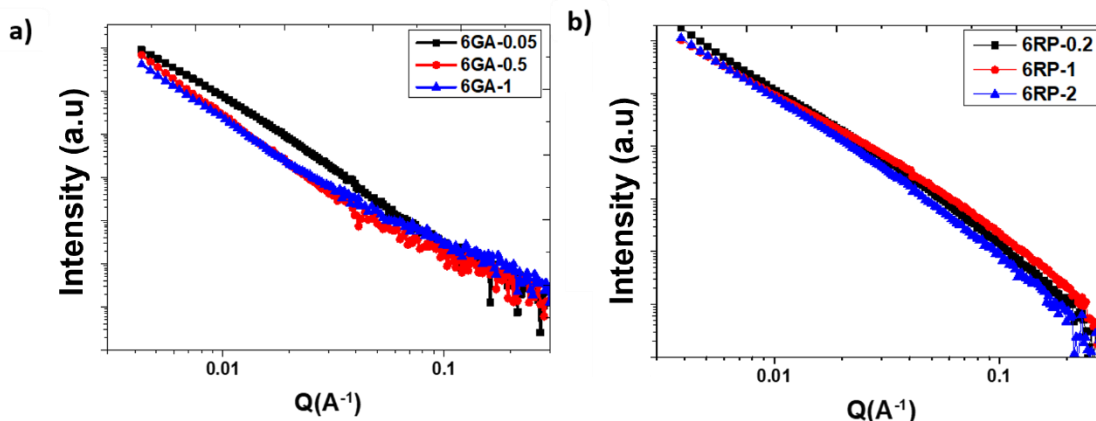 a)
6GA-0.05
6GA-0.5
6GA-1
Intensity (a.u)
0.01
0.1
Q(A⁻¹)
b)
6RP-0.2
6RP-1
6RP-2
Intensity (a.u)
0.01
0.1
Q(A⁻¹)